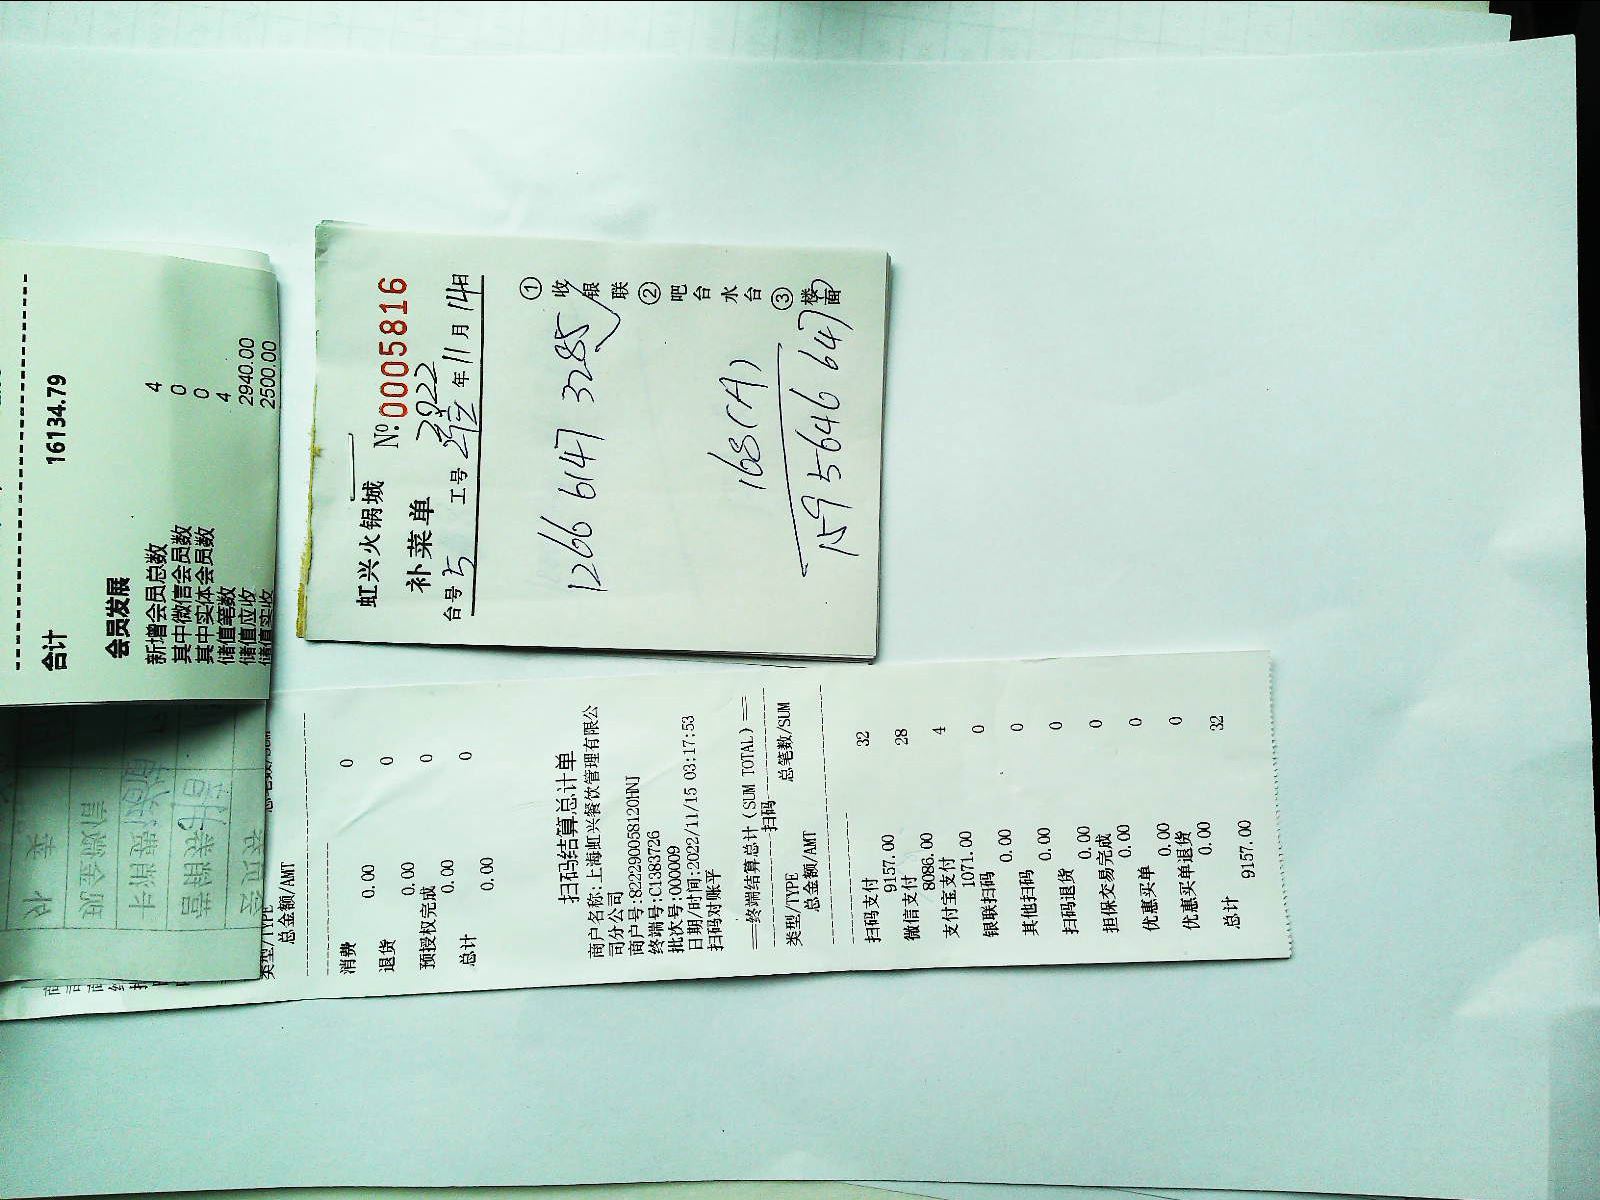 合计 16134.79
会员发展
新增会员总数 4
其中微信会员数 0
其中实体会员数 0
储值笔数 4
储值应收 2940.00
储值实收 2500.00
虹兴火锅城
补菜单 № 0005816
台号 5 工号 2022年11月14日
①收银联 ②吧台水台 ③楼面
1266 6147 3285
168(A)
159 5646 647
类型/TYPE
总金额/AMT
消费 0
0.00
退货 0
0.00
预授权完成 0
0.00
总计 0
0.00
扫码结算总计单
商户名称:上海虹兴餐饮管理有限公
司分公司
商户号:82229005812OHNJ
终端号:C1383726
批次号:000009
日期/时间:2022/11/15 03:17:53
扫码对账平
==终端结算总计(SUM TOTAL)==
扫码
类型/TYPE 总笔数/SUM
总金额/AMT
扫码支付 32
9157.00
微信支付 28
8086.00
支付宝支付 4
1071.00
银联扫码 0
0.00
其他扫码 0
0.00
扫码退货 0
0.00
担保交易完成 0
0.00
优惠买单 0
0.00
优惠买单退货 0
0.00
总计 32
9157.00